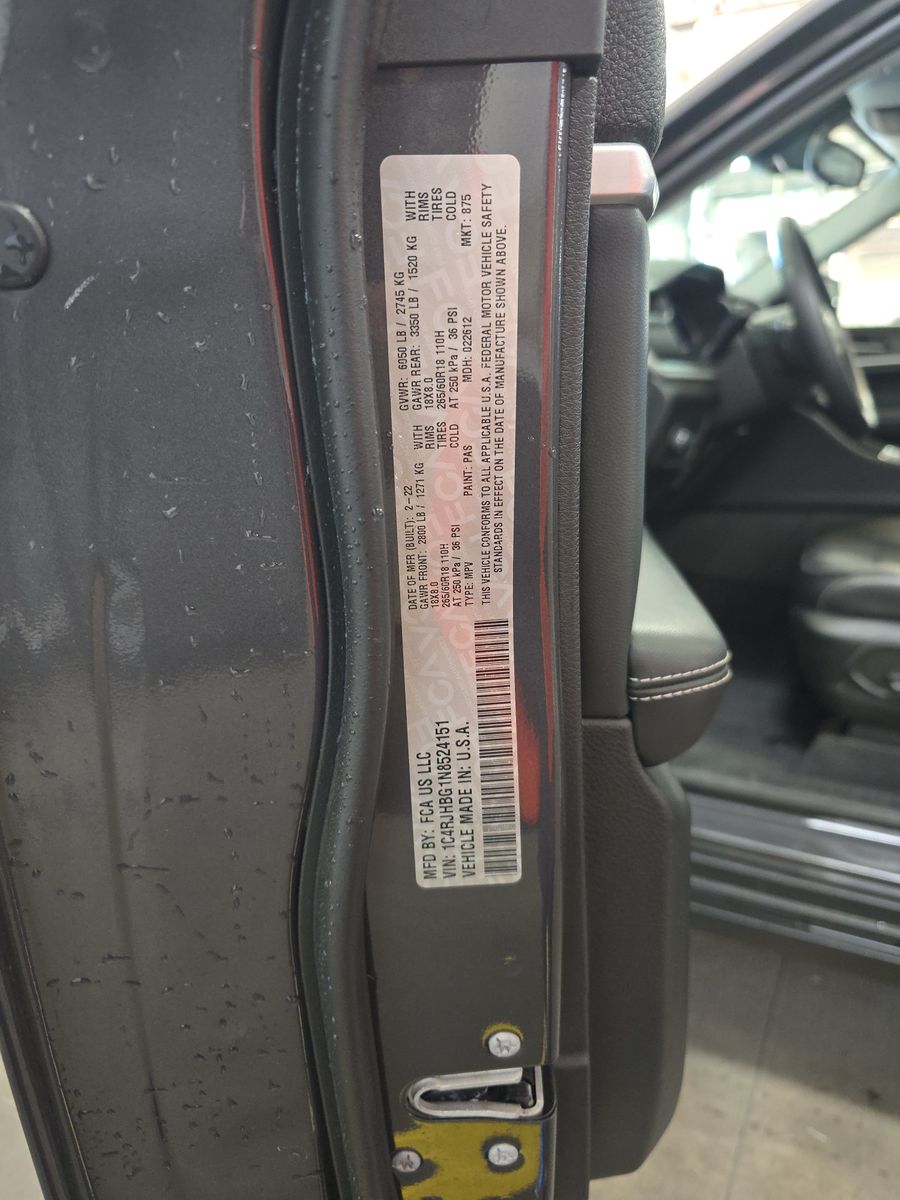 MFD BY: FCA US LLC
VIN: 1C4RJHBG1N8524151
VEHICLE MADE IN: U.S.A.
DATE OF MFR (BUILT): 2-22 GVWR: 6050 LB / 2745 KG
GAWR FRONT: 2800 LB / 1271 KG WITH GAWR REAR: 3350 LB / 1520 KG WITH
18X8.0 RIMS 18X8.0 RIMS
265/60R18 110H TIRES 265/60R18 110H TIRES
AT 250 kPa / 36 PSI COLD AT 250 kPa / 36 PSI COLD
TYPE: MPV PAINT: PAS MDH: 022612 MKT: 875
THIS VEHICLE CONFORMS TO ALL APPLICABLE U.S.A. FEDERAL MOTOR VEHICLE SAFETY
STANDARDS IN EFFECT ON THE DATE OF MANUFACTURE SHOWN ABOVE.